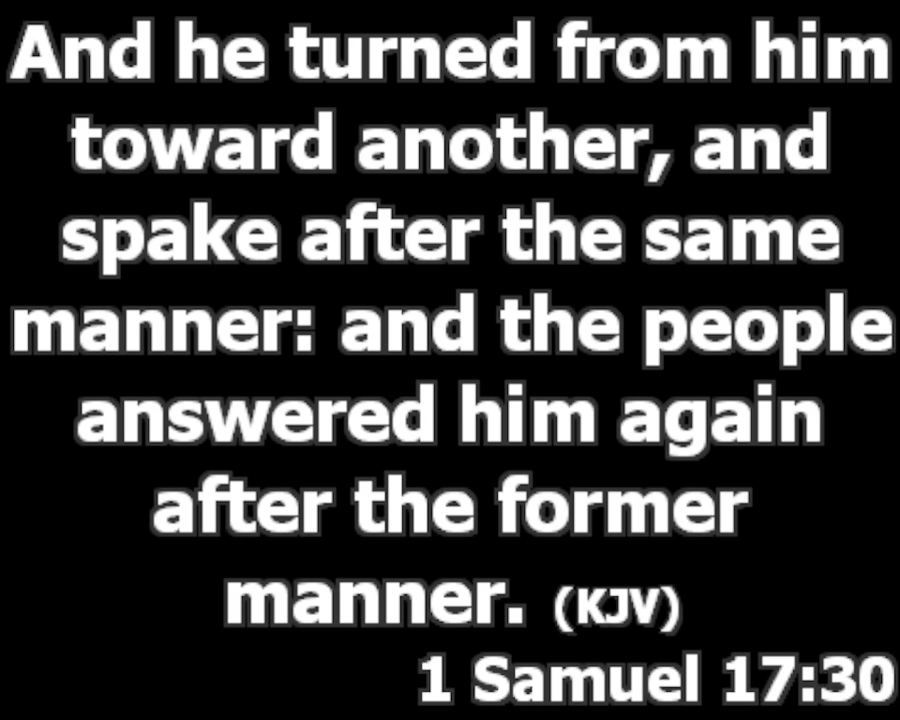 And he turned from him
toward another, and
spake after the same
manner: and the people
answered him again
after the former
manner. (KJV)
1 Samuel 17:30